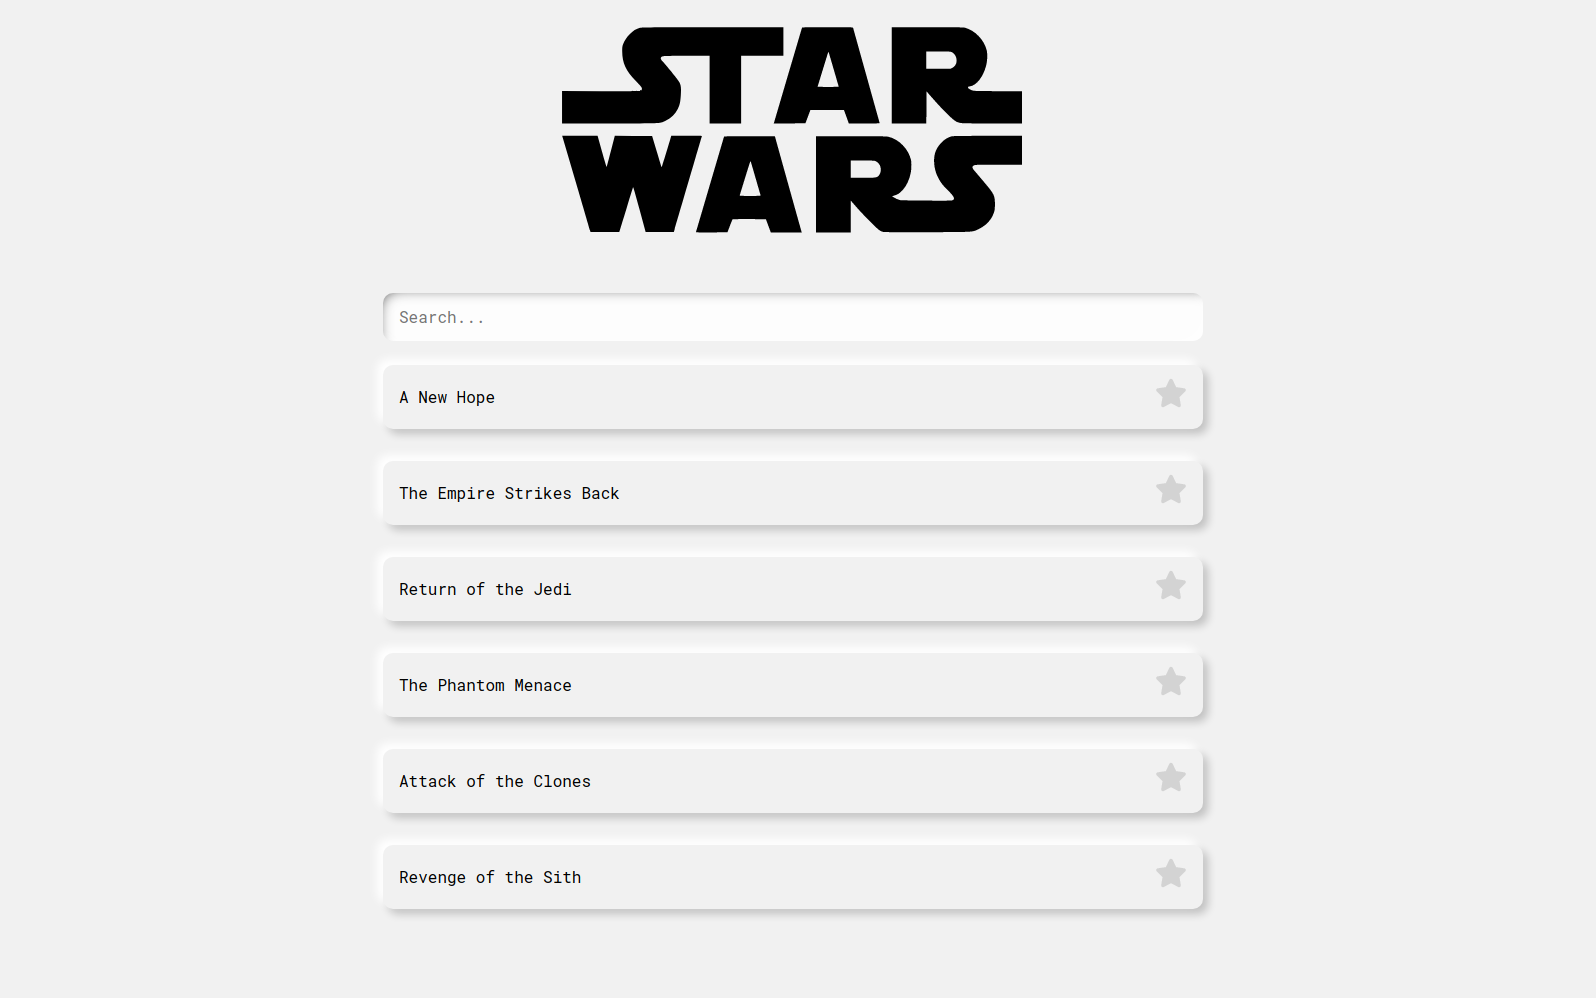 STAR
WARS
Search...
A New Hope
The Empire Strikes Back
Return of the Jedi
The Phantom Menace
Attack of the Clones
Revenge of the Sith